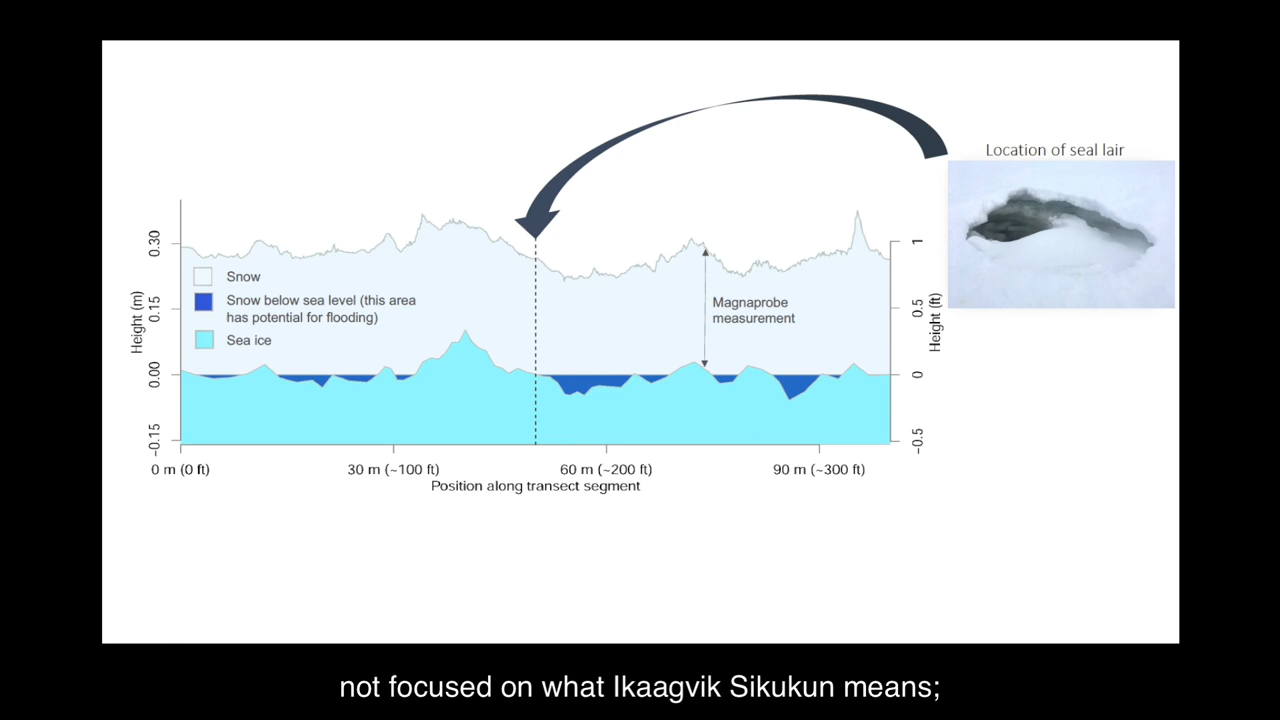 Location of seal lair
0.30
0.15
0.00
−0.15
Height (m)
Snow
Snow below sea level (this area
has potential for flooding)
Sea ice
Magnaprobe
measurement
1
0.5
0
−0.5
Height (ft)
0 m (0 ft)
30 m (~100 ft)
60 m (~200 ft)
90 m (~300 ft)
Position along transect segment
not focused on what Ikaagvik Sikukun means;